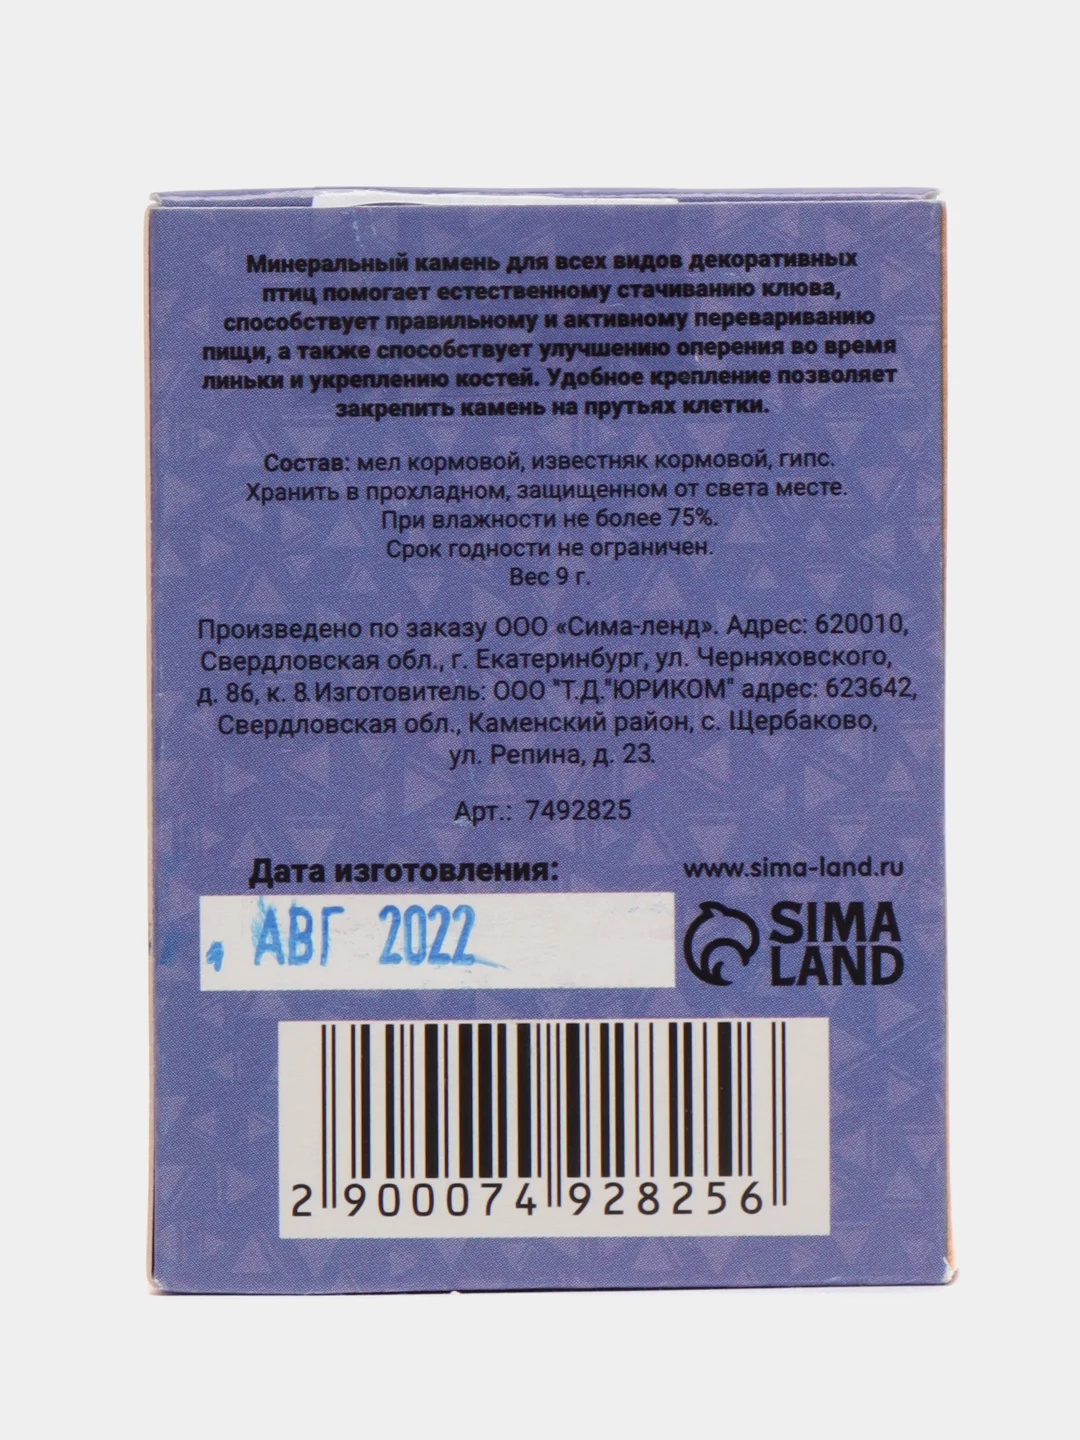 Минеральный камень для всех видов декоративных
птиц помогает естественному стачиванию клюва,
способствует правильному и активному перевариванию
пищи, а также способствует улучшению оперения во время
линьки и укреплению костей. Удобное крепление позволяет
закрепить камень на прутьях клетки.
Состав: мел кормовой, известняк кормовой, гипс.
Хранить в прохладном, защищенном от света месте.
При влажности не более 75%.
Срок годности не ограничен.
Вес 9 г.
Произведено по заказу ООО «Сима-ленд». Адрес: 620010,
Свердловская обл., г. Екатеринбург, ул. Черняховского,
д. 86, к. 8.Изготовитель: ООО "Т.Д."ЮРИКОМ" адрес: 623642,
Свердловская обл., Каменский район, с. Щербаково,
ул. Репина, д. 23.
Арт.: 7492825
Дата изготовления:
АВГ 2022
www.sima-land.ru
SIMA
LAND
2 900074 928256